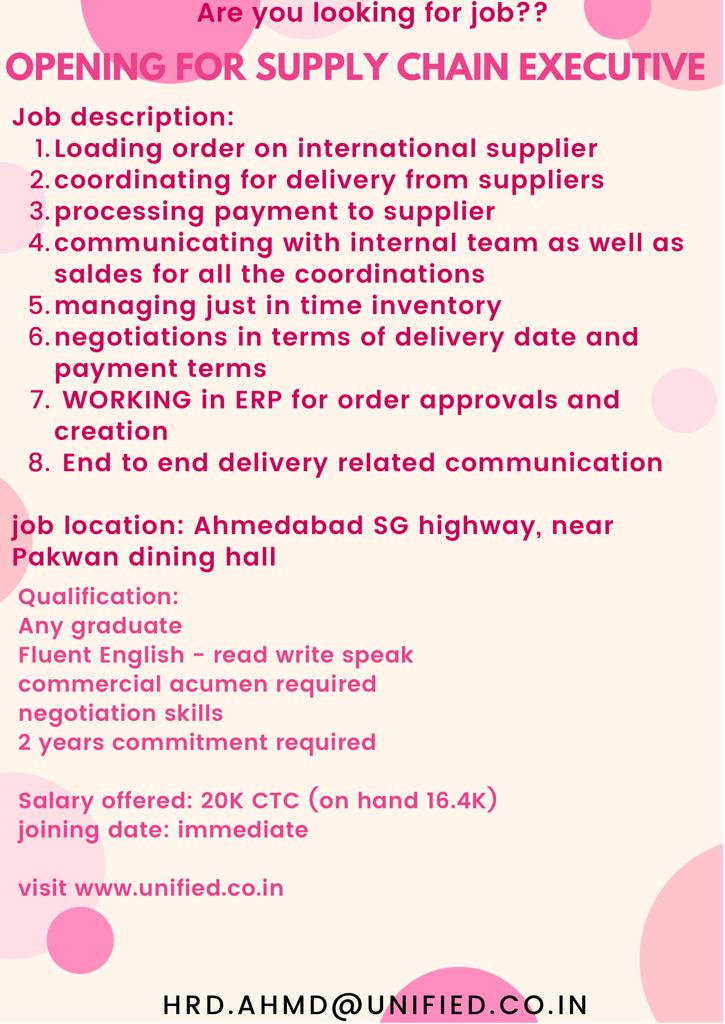 Are you looking for job??
OPENING FOR SUPPLY CHAIN EXECUTIVE
Job description:
1. Loading order on international supplier
2. coordinating for delivery from suppliers
3. processing payment to supplier
4. communicating with internal team as well as
saldes for all the coordinations
5. managing just in time inventory
6. negotiations in terms of delivery date and
payment terms
7. WORKING in ERP for order approvals and
creation
8. End to end delivery related communication
job location: Ahmedabad SG highway, near
Pakwan dining hall
Qualification:
Any graduate
Fluent English - read write speak
commercial acumen required
negotiation skills
2 years commitment required
Salary offered: 20K CTC (on hand 16.4K)
joining date: immediate
visit www.unified.co.in
HRD.AHMD@UNIFIED.CO.IN